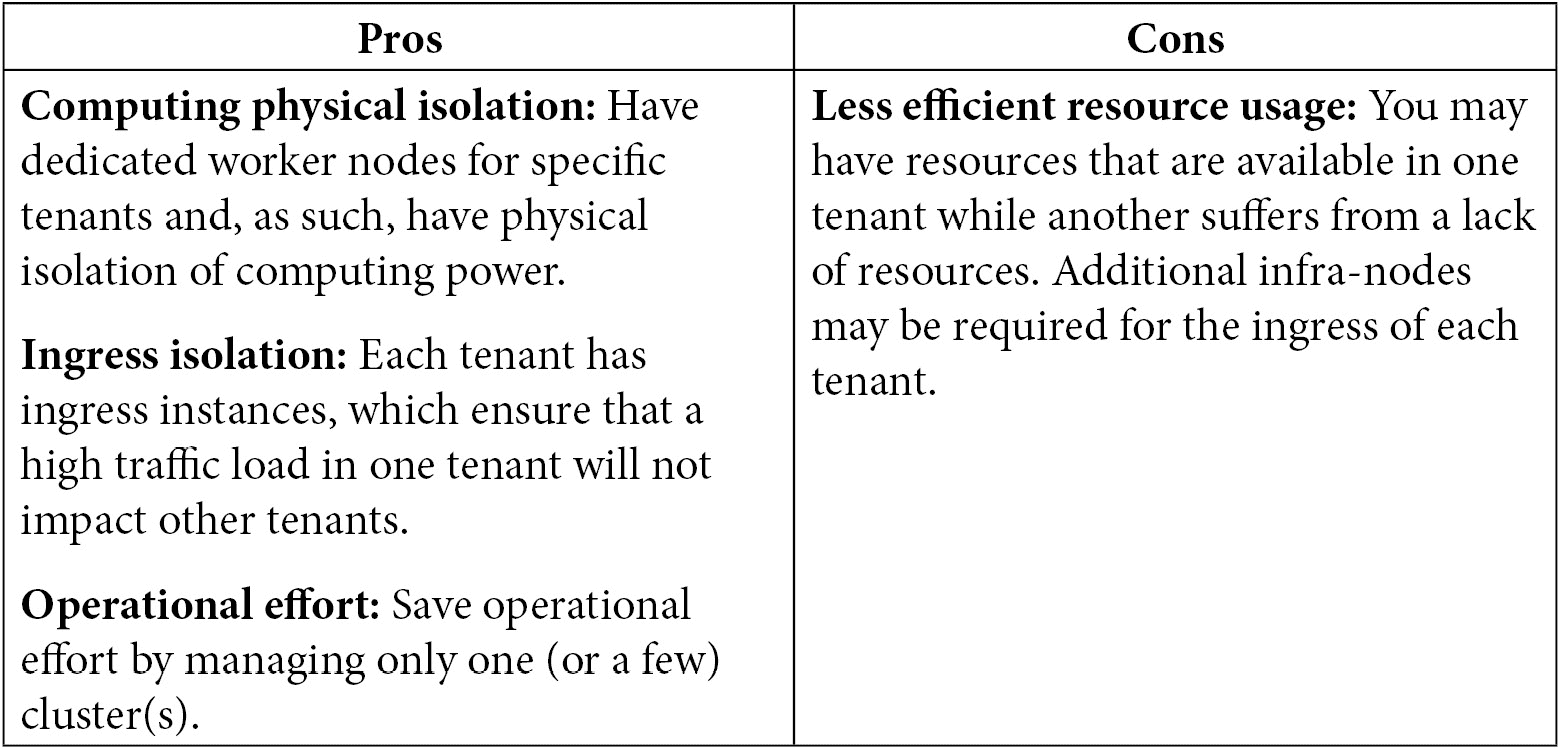 Pros
Computing physical isolation: Have
dedicated worker nodes for specific
tenants and, as such, have physical
isolation of computing power.
Ingress isolation: Each tenant has
ingress instances, which ensure that a
high traffic load in one tenant will not
impact other tenants.
Operational effort: Save operational
effort by managing only one (or a few)
cluster(s).
Cons
Less efficient resource usage: You may
have resources that are available in one
tenant while another suffers from a lack
of resources. Additional infra-nodes
may be required for the ingress of each
tenant.